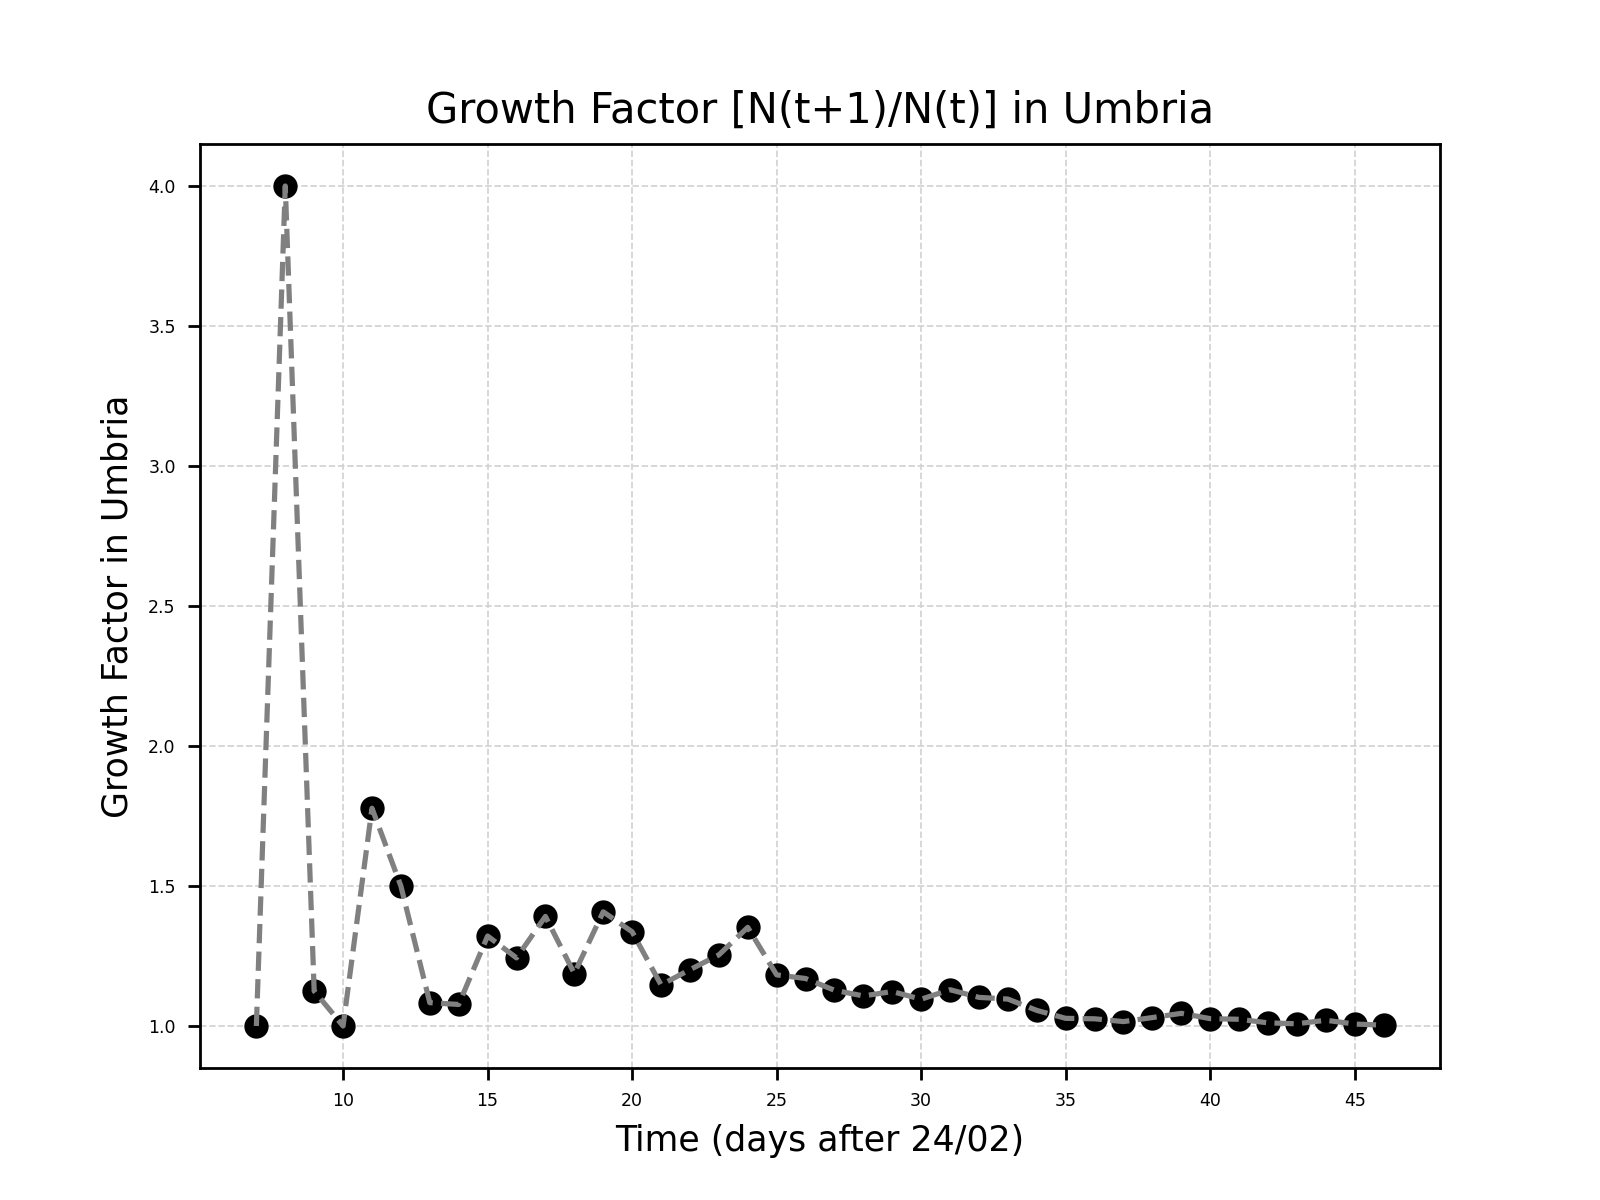 Growth Factor [N(t+1)/N(t)] in Umbria
Growth Factor in Umbria
4.0
3.5
3.0
2.5
2.0
1.5
1.0
10 15 20 25 30 35 40 45
Time (days after 24/02)